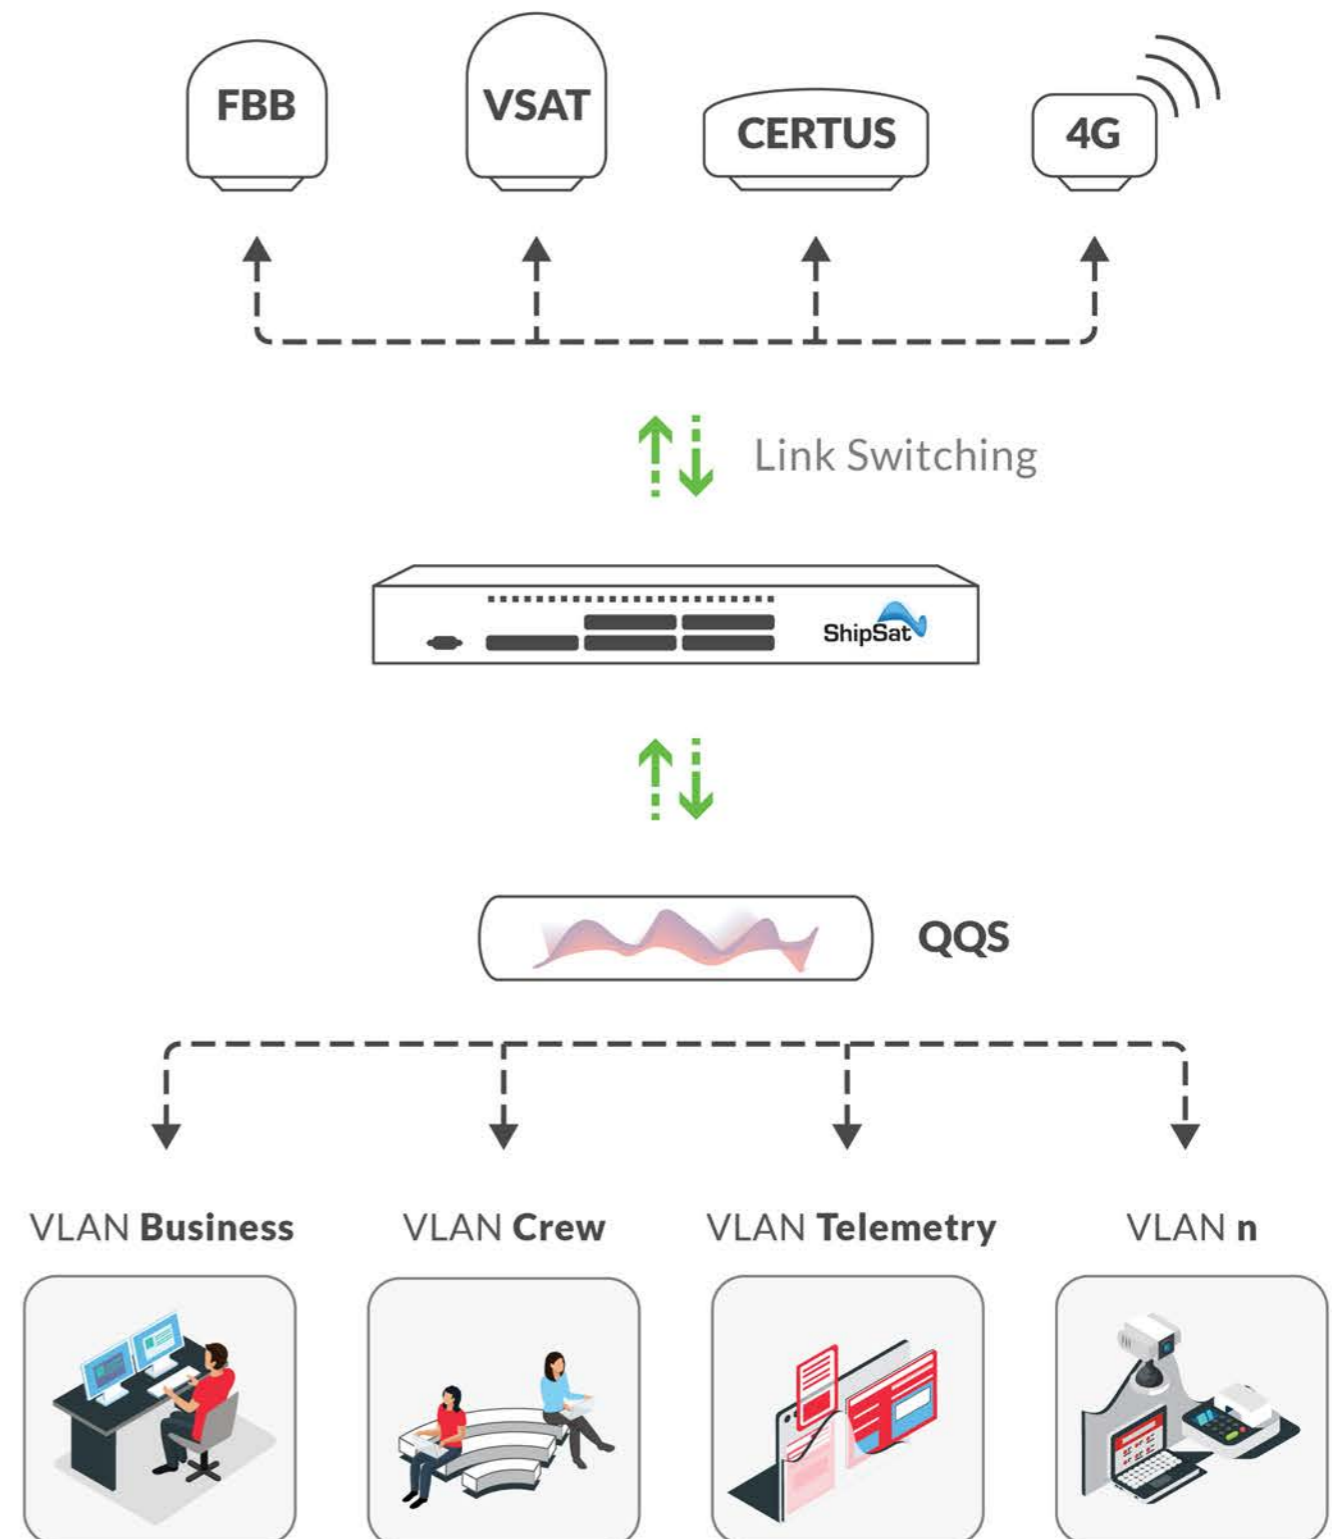 FBB
VSAT
CERTUS
4G
Link Switching
ShipSat
QQS
VLAN Business
VLAN Crew
VLAN Telemetry
VLAN n